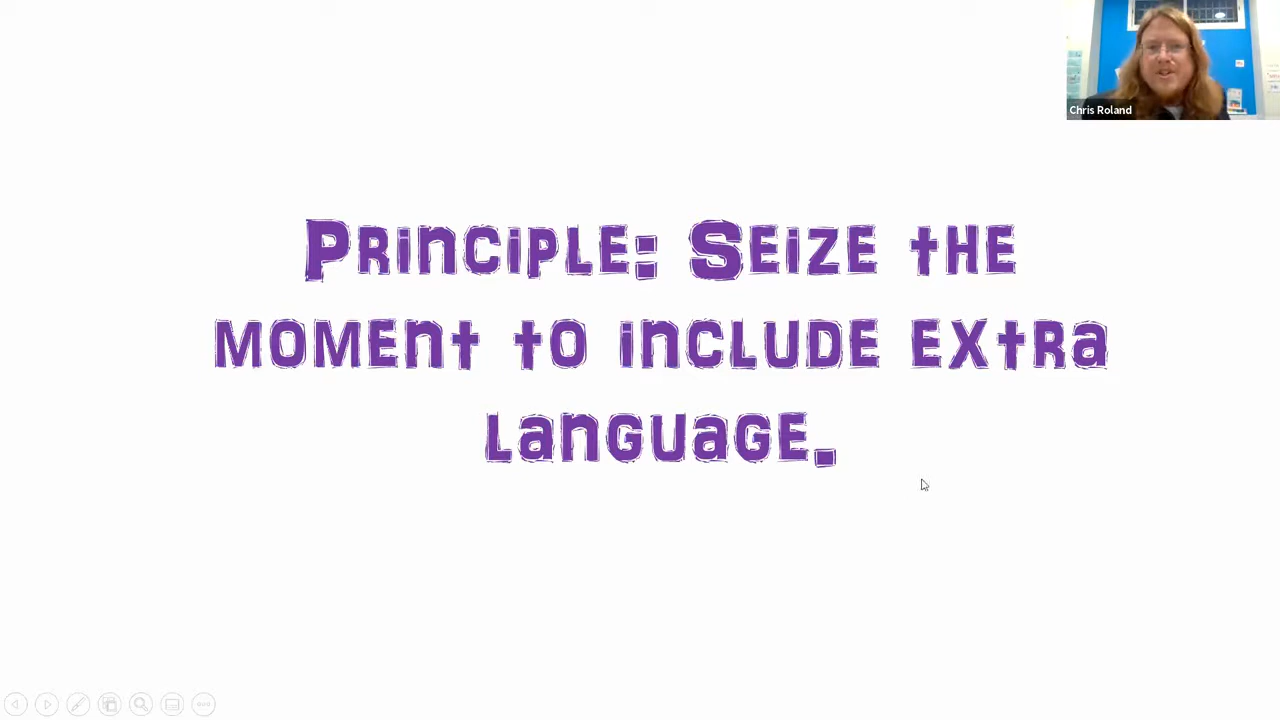 Chris Roland
Principle: Seize the
moment to include extra
language.